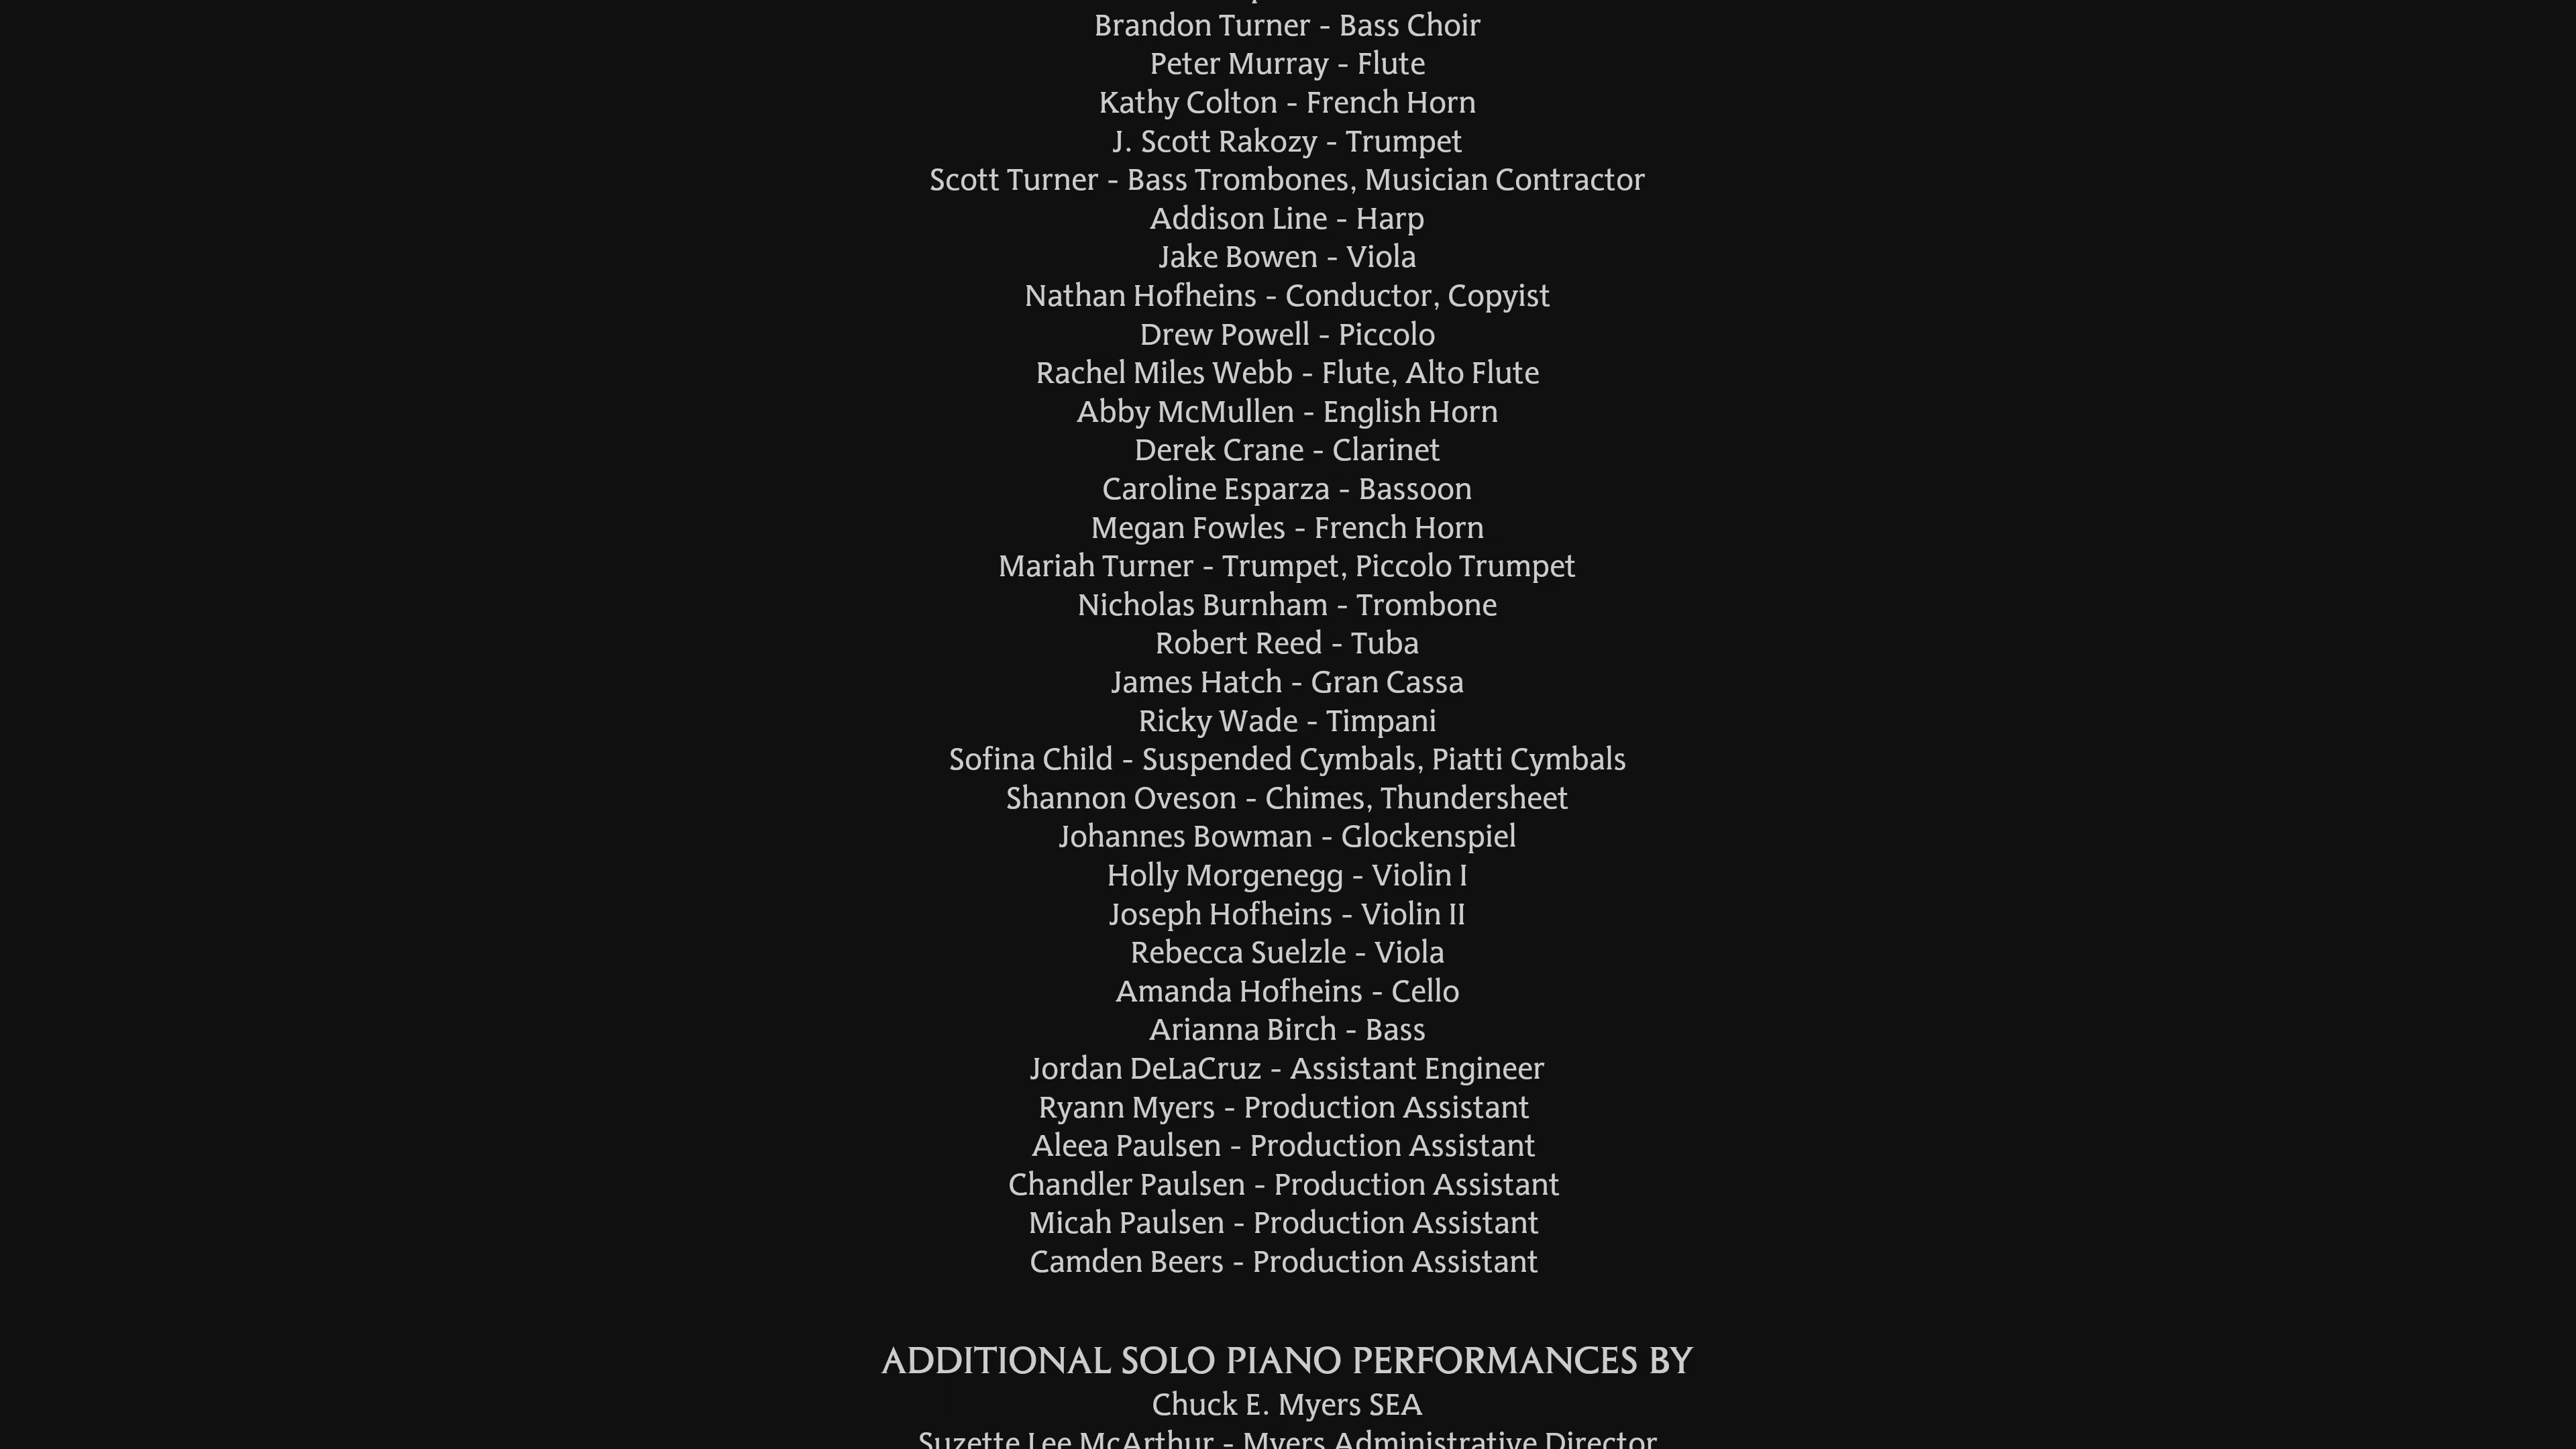 Brandon Turner - Bass Choir
Peter Murray - Flute
Kathy Colton - French Horn
J. Scott Rakozy - Trumpet
Scott Turner - Bass Trombones, Musician Contractor
Addison Line - Harp
Jake Bowen - Viola
Nathan Hofheins - Conductor, Copyist
Drew Powell - Piccolo
Rachel Miles Webb - Flute, Alto Flute
Abby McMullen - English Horn
Derek Crane - Clarinet
Caroline Esparza - Bassoon
Megan Fowles - French Horn
Mariah Turner - Trumpet, Piccolo Trumpet
Nicholas Burnham - Trombone
Robert Reed - Tuba
James Hatch - Gran Cassa
Ricky Wade - Timpani
Sofina Child - Suspended Cymbals, Piatti Cymbals
Shannon Oveson - Chimes, Thundersheet
Johannes Bowman - Glockenspiel
Holly Morgenegg - Violin I
Joseph Hofheins - Violin II
Rebecca Suelzle - Viola
Amanda Hofheins - Cello
Arianna Birch - Bass
Jordan DeLaCruz - Assistant Engineer
Ryann Myers - Production Assistant
Aleea Paulsen - Production Assistant
Chandler Paulsen - Production Assistant
Micah Paulsen - Production Assistant
Camden Beers - Production Assistant
ADDITIONAL SOLO PIANO PERFORMANCES BY
Chuck E. Myers SEA
Suzette Lee McArthur - Myers Administrative Director